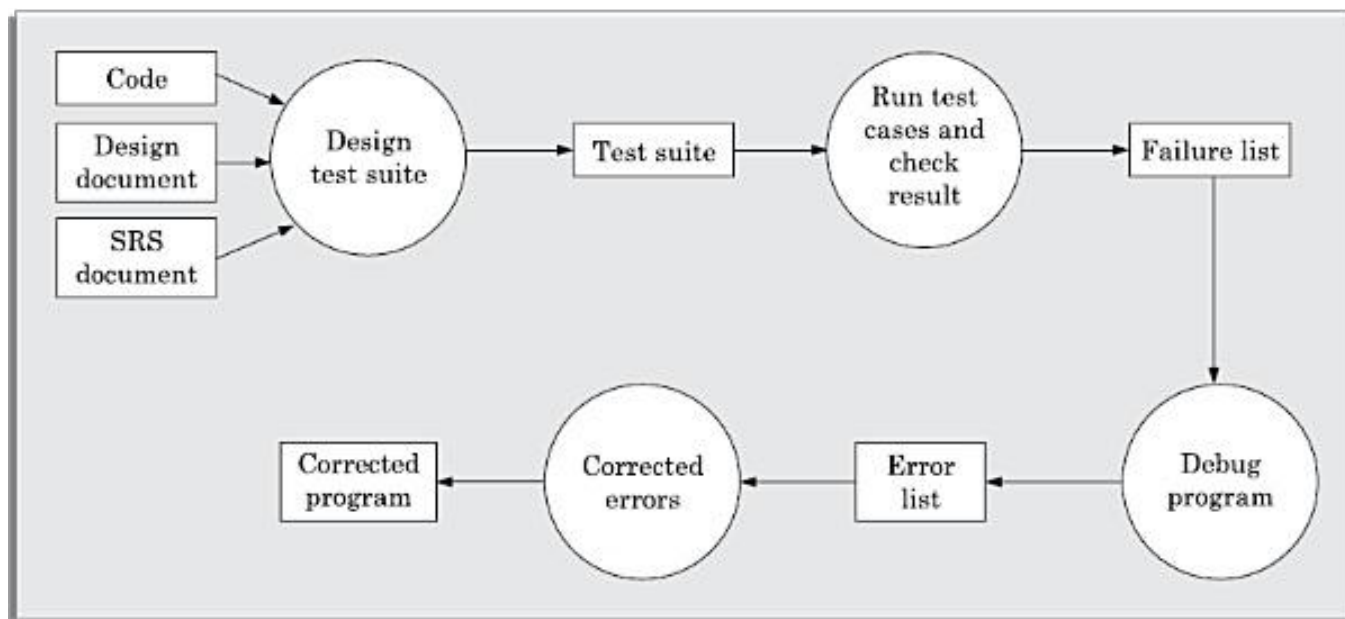 Code
Design
document
SRS
document
Design
test suite
Test suite
Run test
cases and
check
result
Failure list
Debug
program
Error
list
Corrected
errors
Corrected
program